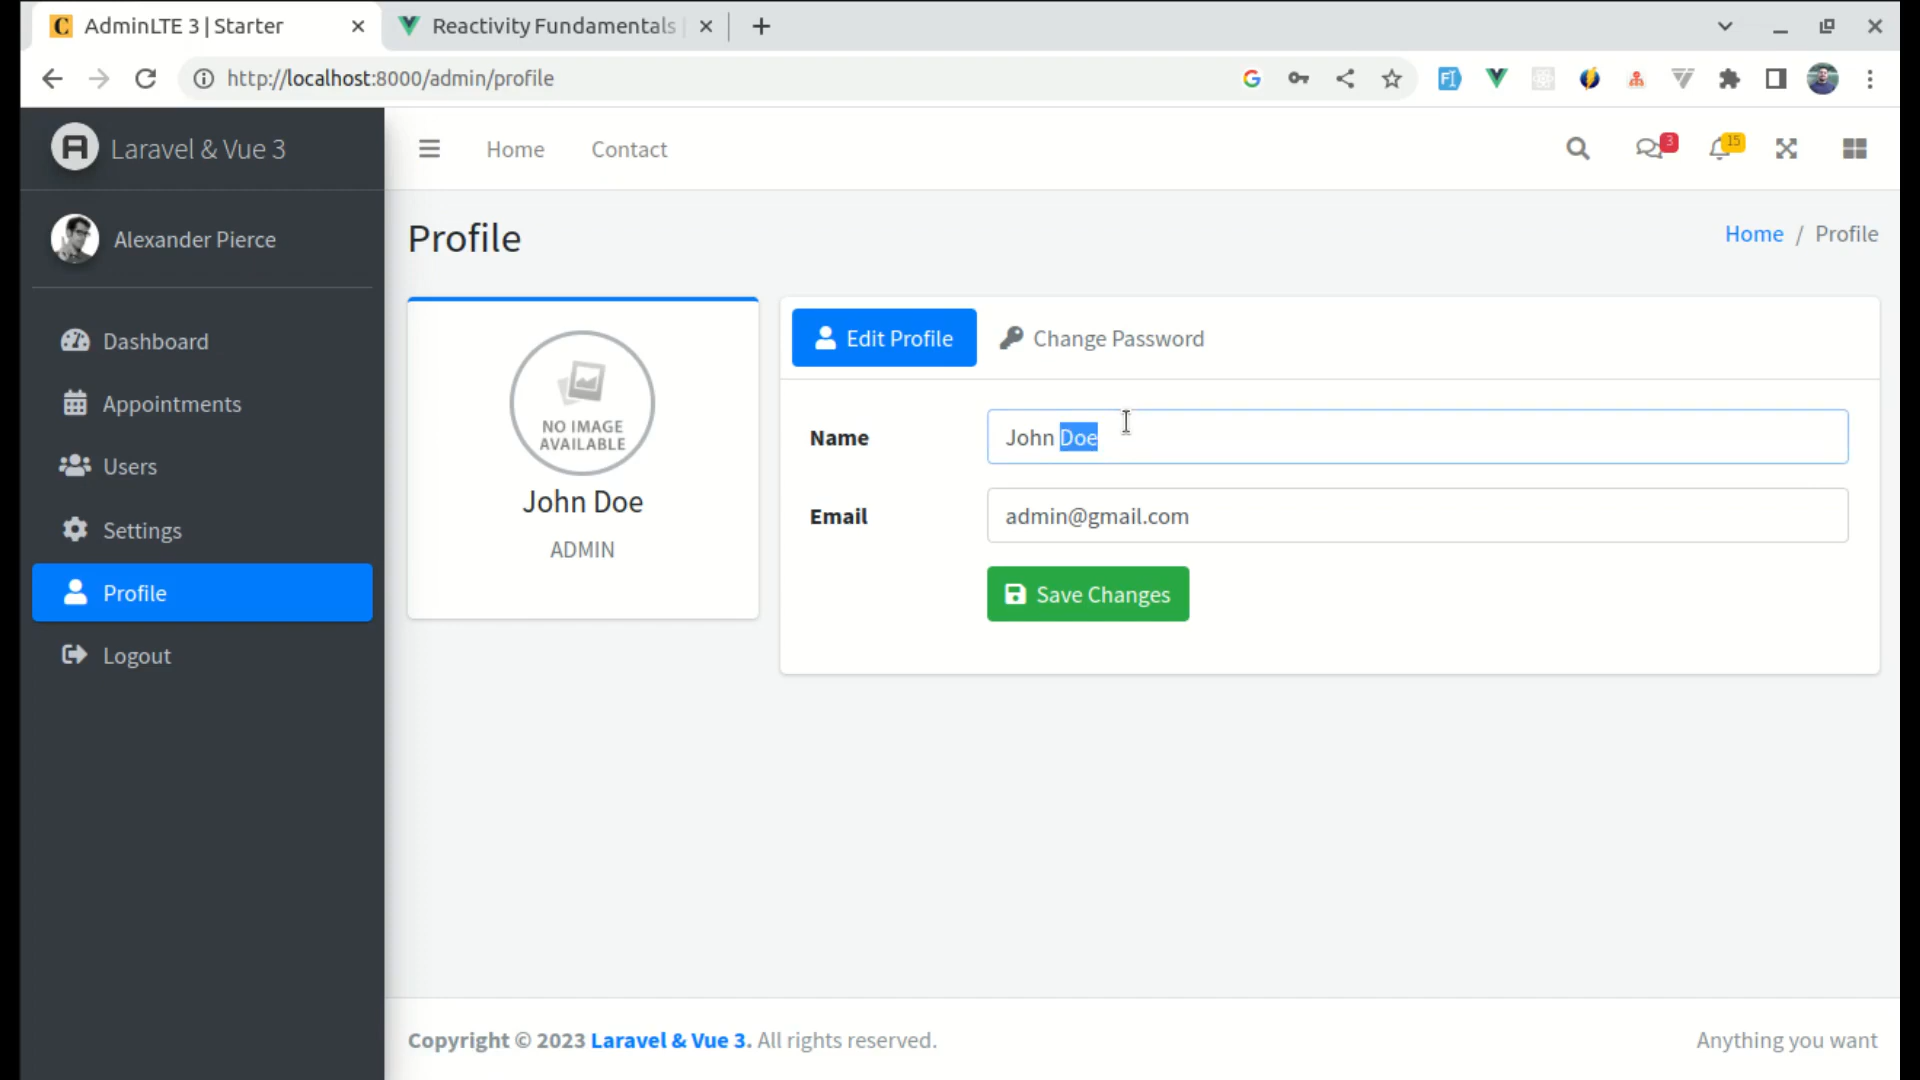 C AdminLTE 3 | Starter
Reactivity Fundamentals
http://localhost:8000/admin/profile
Laravel & Vue 3
Home
Contact
3
15
Alexander Pierce
Profile
Home / Profile
Dashboard
Appointments
Users
Settings
Profile
Logout
NO IMAGE
AVAILABLE
John Doe
ADMIN
Edit Profile
Change Password
Name
John Doe
Email
admin@gmail.com
Save Changes
Copyright © 2023 Laravel & Vue 3. All rights reserved.
Anything you want